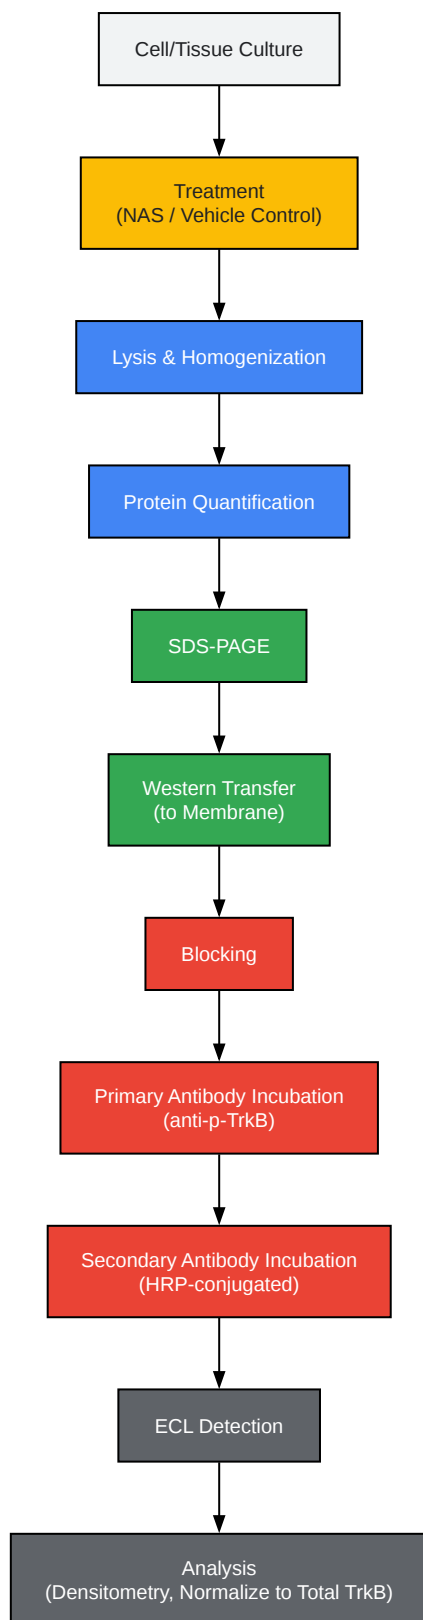 Cell/Tissue Culture
Treatment
(NAS / Vehicle Control)
Lysis & Homogenization
Protein Quantification
SDS-PAGE
Western Transfer
(to Membrane)
Blocking
Primary Antibody Incubation
(anti-p-TrkB)
Secondary Antibody Incubation
(HRP-conjugated)
ECL Detection
Analysis
(Densitometry, Normalize to Total TrkB)